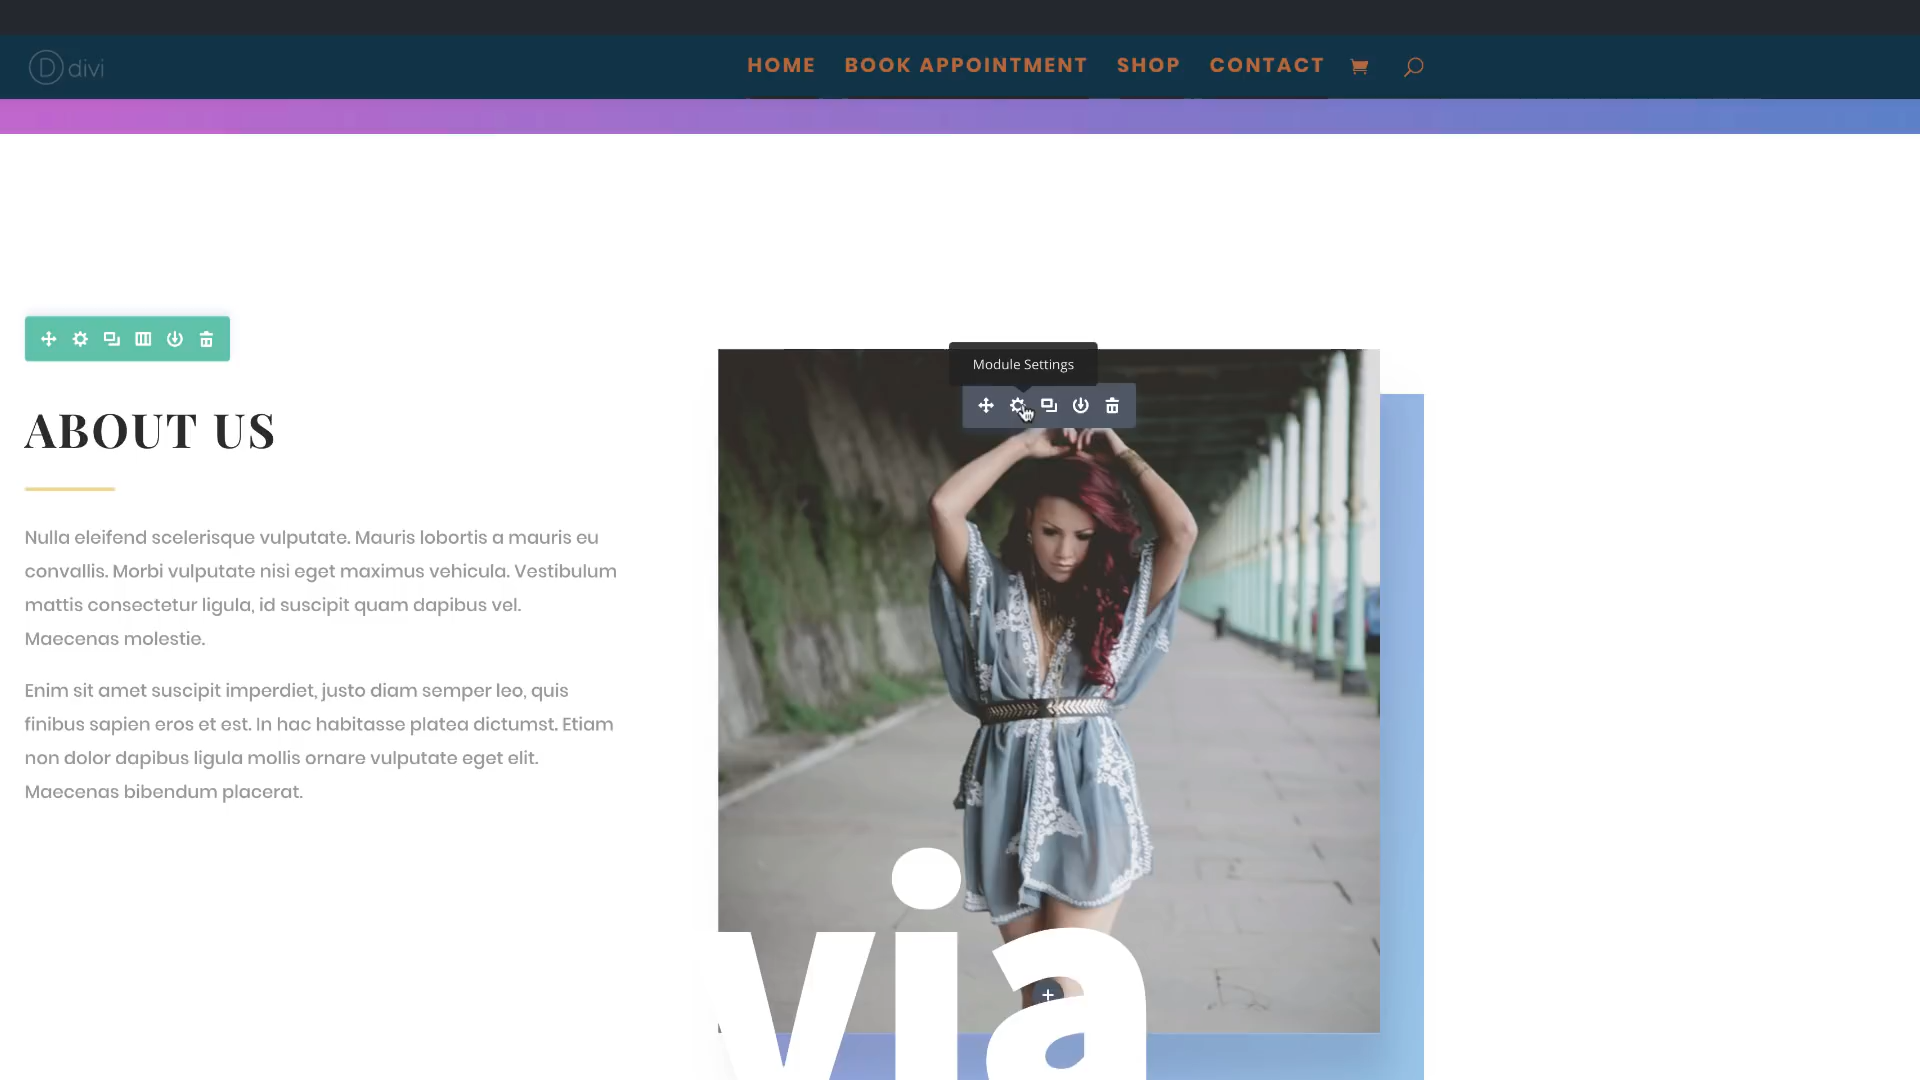 divi
HOME BOOK APPOINTMENT SHOP CONTACT
Module Settings
ABOUT US
Nulla eleifend scelerisque vulputate. Mauris lobortis a mauris eu
convallis. Morbi vulputate nisi eget maximus vehicula. Vestibulum
mattis consectetur ligula, id suscipit quam dapibus vel.
Maecenas molestie.
Enim sit amet suscipit imperdiet, justo diam semper leo, quis
finibus sapien eros et est. In hac habitasse platea dictumst. Etiam
non dolor dapibus ligula mollis ornare vulputate eget elit.
Maecenas bibendum placerat.
via